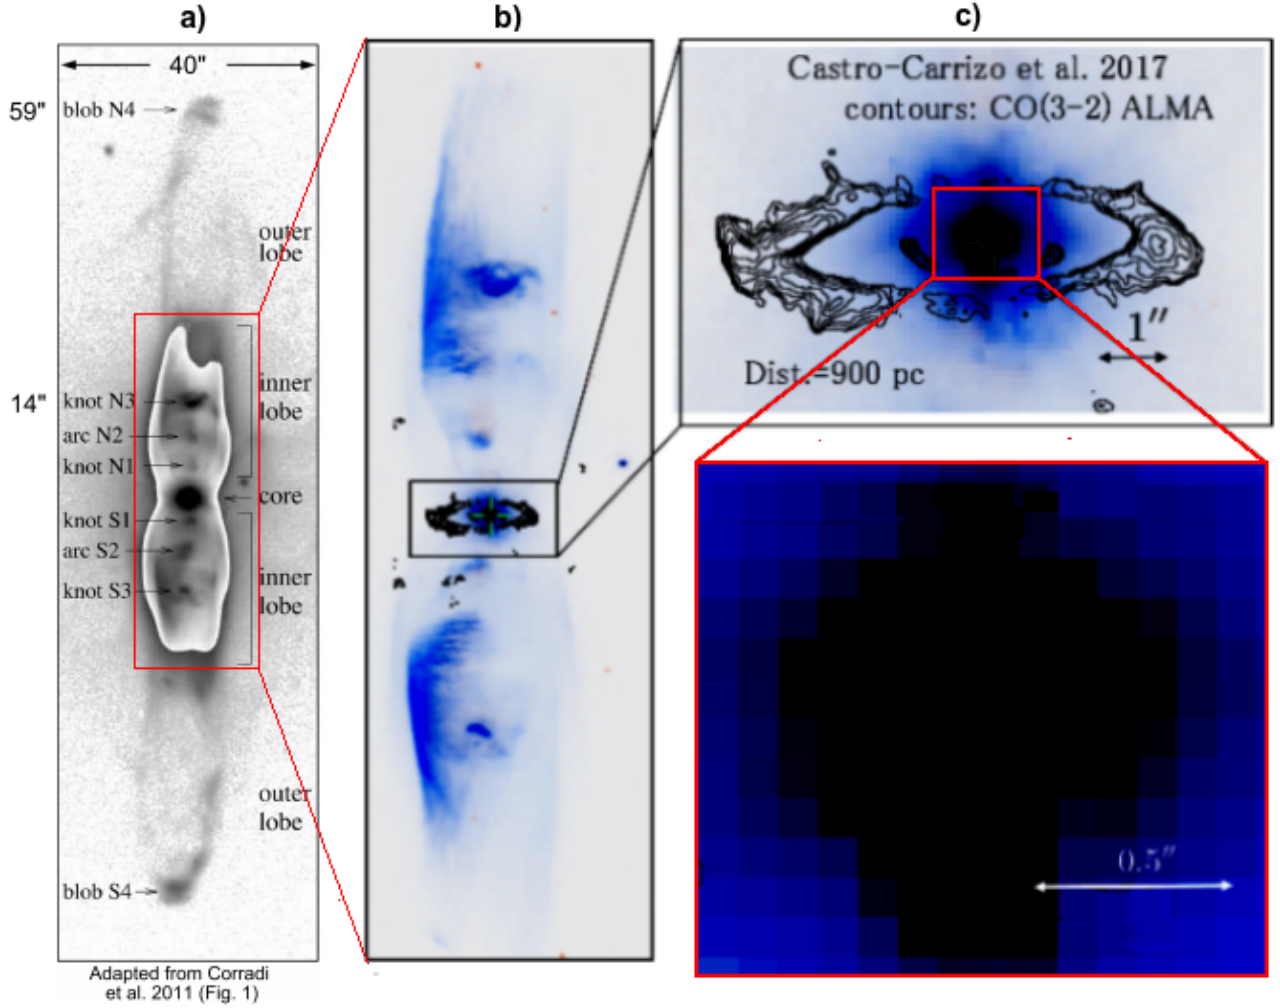 a)
b)
c)
40"
59"
blob N4
outer
lobe
14"
inner
lobe
knot N3
arc N2
knot N1
core
knot S1
arc S2
knot S3
inner
lobe
outer
lobe
blob S4
Adapted from Corradi
et al. 2011 (Fig. 1)
Castro-Carrizo et al. 2017
contours: CO(3-2) ALMA
1"
Dist.=900 pc
0.5"